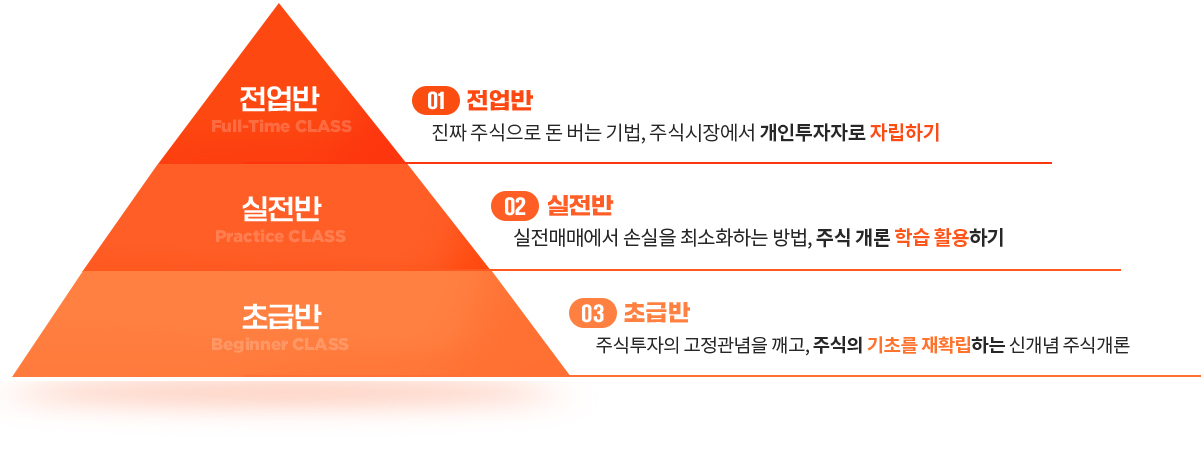 전업반
Full-Time CLASS
01 전업반
진짜 주식으로 돈 버는 기법, 주식시장에서 개인투자자로 자립하기
실전반
Practice CLASS
02 실전반
실전매매에서 손실을 최소화하는 방법, 주식 개론 학습 활용하기
초급반
Beginner CLASS
03 초급반
주식투자의 고정관념을 깨고, 주식의 기초를 재확립하는 신개념 주식개론